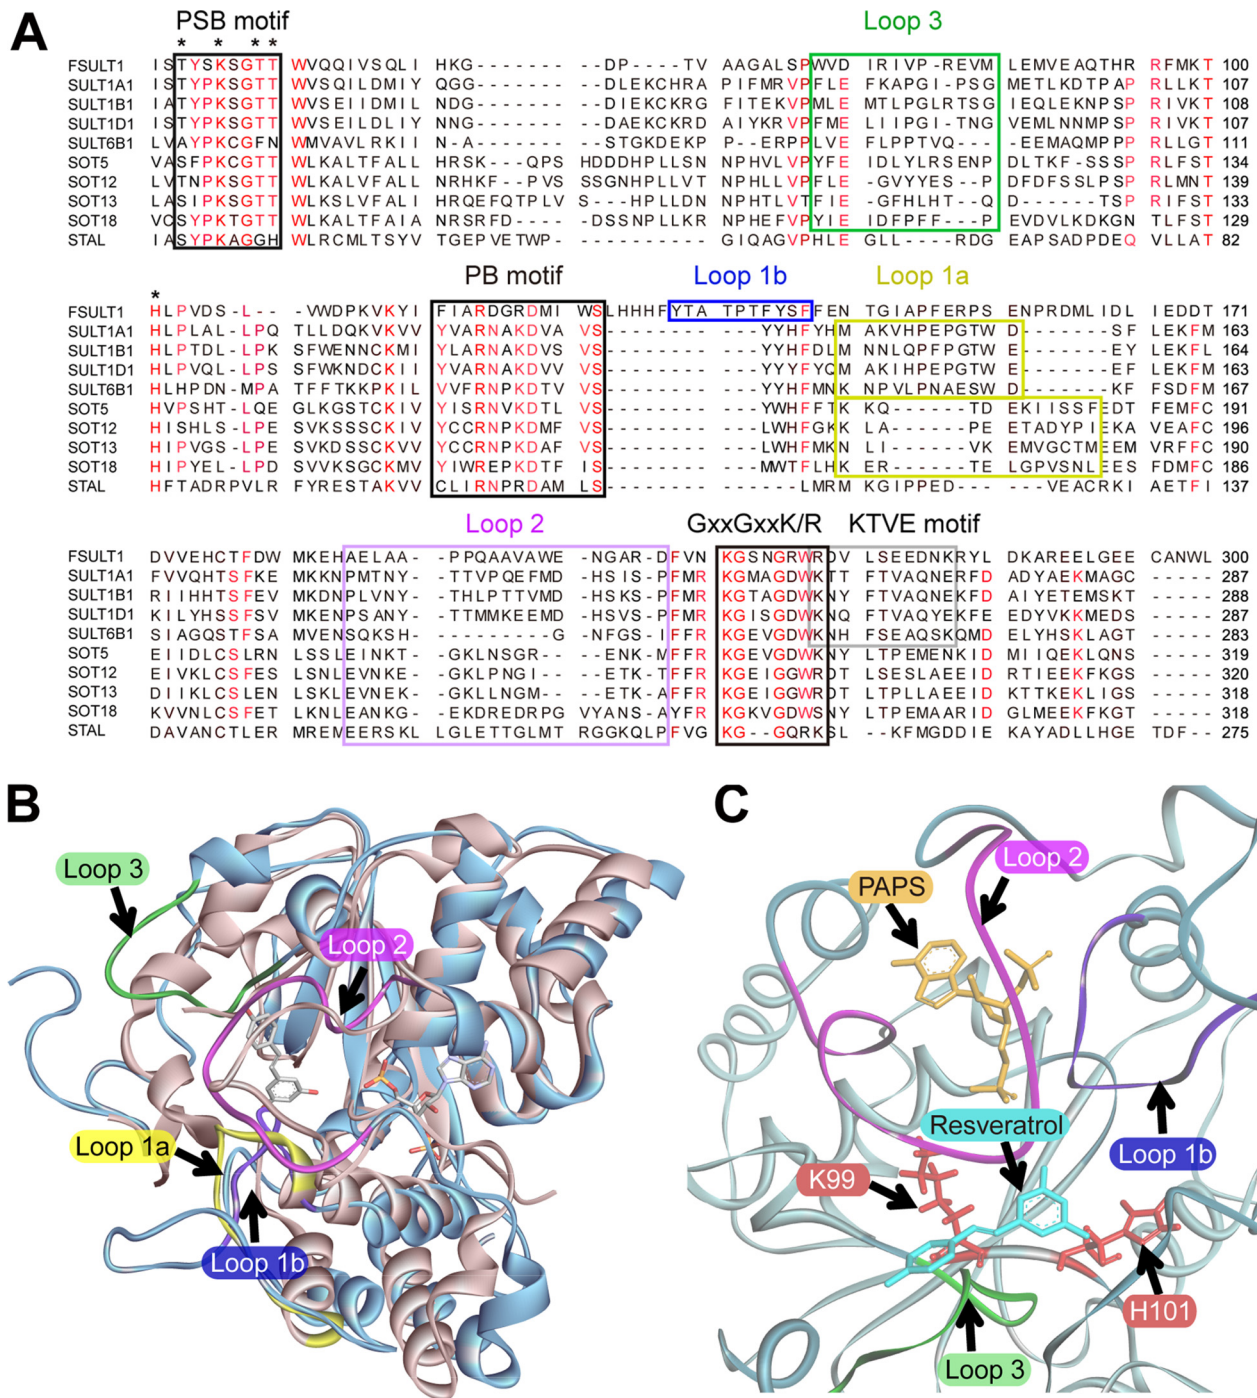 A
PSB motif
Loop 3
* * * *
FSULT1 ISTYSKSGTT WVQQIVSQLI HKG------- ----DP---TV AAGALSPWVD IRIVP-REVM LEMVEAQTHR RFMKT 100
SULT1A1 ISTYPKSGTT WVSQILDMIY QGG------- ---DLEKCHRA PIFMRVPFLE FKAPGI-PSG METLKDTPAP RLLKT 107
SULT1B1 IATYPKSGTT WVSEIIDMIL NDG------- ---DIEKCKRG FITEKVPMLE MTLPGLRTSG IEQLEKNPSP RIVKT 108
SULT1D1 ISTYPKSGTT WVSEILDLIY NNG------- ---DAEKCKRD AIYKRVPFME LIIPGI-TNG VEMLNNMPSP RIVKT 107
SULT6B1 LVAYPKCGFN WMVAVLRKII N-A------- ---SGEKDEKP --ERPPLVEF LPPTVQ---- EEMAQMPPP- RLLGT 111
SOT5 VASFPKCGTT WLKALVFALL HRSK---QPS HDDDHPLLSN NPHVLVPYFE IDLYLRSENP DLTKF-SSSP RLFST 134
SOT12 LVTNPKSGTT WLKALVFALL NRHKF--PVS SSGNHPLLVT NPHLLVPFLE -GVYYES--P DFDFSSLPSP RLMNT 139
SOT13 LASIPKSGTT WLKALVFALL HRQEFQTPLV S--HPLLDHN NPHTLVTFIE -GFHLHT--Q D-----TSP RIFST 133
SOT18 VCSYPKTGTT WLKALTFAIA NRSRFD---- -DSSNPLLKR NPHEFVPYIE IDFPFF---P EVDVLKDKGN TLFST 129
STAL IASYPKAGGH WLRCMLTSYV TGEPVETWP- ---------- GIQAGVPHLE GLL---RDGE APSADPDEQ VLLAT 82
*
PB motif
Loop 1b
Loop 1a
FSULT1 HLPVDS-L-- -VWDPKVKYI FIARDGRDMI WSLHHHFYTA TPTFYSFFEN TGIAPFERPS ENPRDMLIDL IEDDT 171
SULT1A1 HLPLAL-LPQ TLLDQKVKVV YVARNAKDVA VS-------- ---YYHFYHM AKVHPEPGTW D-----SFLEKFM 163
SULT1B1 HLPTDL-LPK SFWENNCKMI YLARNAKDVS VS-------- ---YYHFDLM NNLQPFPGTW E------EY LEKFL 164
SULT1D1 HLPVQL-LPS SFWKNDCKII YVARNAKDVV VS-------- ---YYHFYQM AKIHPEPGTW E------EF LEKFM 163
SULT6B1 HLHPDNMPA TFFTKKPKIL VVFRNPKDTV VS-------- ---YYHFMNK NPVLPNAESW D------KF FSDFM 167
SOT5 HVPSHT-LQE GLKGSTCKIV YISRNVKDTL VS-------- ---YWHFFTK KQ-----TD EKIISSFEDT FEMFC 191
SOT12 HISHLS-LPE SVKSSSCKIV YCCRNPKDMF VS-------- ---LWHFGKK LA-----PE ETADYPIEKA VEAFC 196
SOT13 HIPVGS-LPE SVKDSSCKIV YCCRNPKDAF VS-------- ---LWHFMKN LI-----VK EMVGCTMEEM VRFFC 190
SOT18 HIPYEL-LPD SVVKSGCKMV YIWREPKDTF IS-------- ---MWTFLHK ER-----TE LGPVSNLEES FDMFC 186
STAL HFTADRPVLR FYRESTAKVV CLIRNPRDAM LS-------- ---LMRM KGIPPED---- VEACRKI AETFI 137
Loop 2
GxxGxxK/R
KTVE motif
FSULT1 DVVEHCTFDW MKEHAELAA- -PPQAAVAWE -NGAR-DFVN KGSNGRWRDV LSEEDNKRYL DKAREELGEE CANWL 300
SULT1A1 FVVQHTSFKE MKKNPMTNY- -TTVPQEFMD -HSIS-PFMR KGMAGDWKTT FTVAQNERFD ADYAEKMAGC ----- 287
SULT1B1 RIIHHTSFEV MKDNPLVNY- -THLPTTVMD -HSKS-PFMR KGTAGDWKNY FTVAQNEKFD AIYETEMSKT ----- 288
SULT1D1 KILYHSSFSV MKENPSANY- -TTMMKEEMD -HSVS-PFMR KGISGDWKNQ FTVAQYEKFE EDYVKKMEDS ----- 287
SULT6B1 SIAGQSTFSA MVENSQKSH- ---------G -NFGS-IFFR KGEVGDWKNH FSEAQSKQMD ELYHSKLAGT ----- 283
SOT5 EIIDLCSLRN LSSLEINKT- -GKLNSGR-- -ENK-MFFR KGEVGDWKNY LTPEMENKID MIIQEKLQNS ----- 319
SOT12 EIVKLCSFES LSNLEVNKE- -GKLPNGI-- -ETK-TFFR KGEIGGWRDT LSESLAEEID RTIEEKFKGS ----- 320
SOT13 DIIKLCSLEN LSNLEVNEK- -GKLLNGM-- -ETK-AFFR KGEIGGWRDT LTPLLAEEID KTTKEKLIGS ----- 318
SOT18 KVVNLCSFET LKNLEANKG- -EKDREDRPG VYANS-AYFR KGKVGDWSNY LTPEMAARID GLMEEKFKGT ----- 318
STAL DAVANCTLER MREMEERSKL LGLETTGLMT RGGKQLPFVG KG--GQRKSL --KFMGDDIE KAYADLLHGE TDF-- 275
B
Loop 3
Loop 2
Loop 1a
Loop 1b
C
Loop 2
PAPS
Resveratrol
Loop 1b
K99
H101
Loop 3